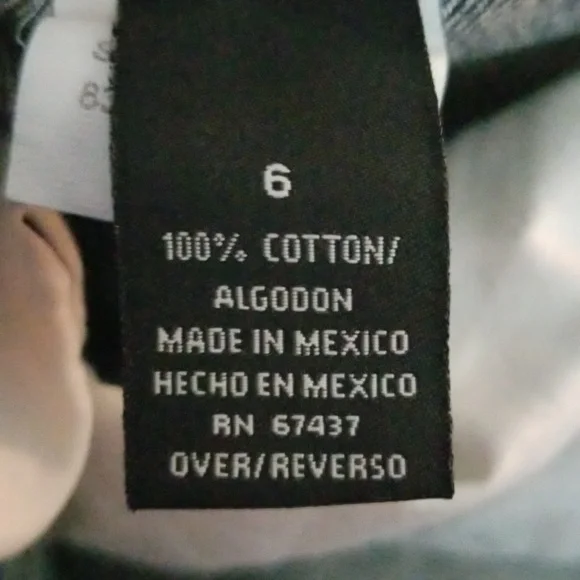 6
100% COTTON/
ALGODON
MADE IN MEXICO
HECHO EN MEXICO
RN 67437
OVER/REVERSO